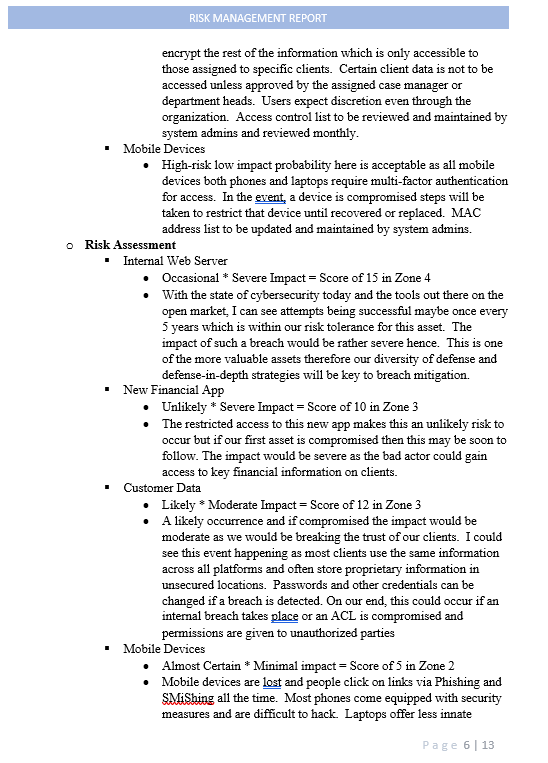 RISK MANAGEMENT REPORT
encrypt the rest of the information which is only accessible to
those assigned to specific clients.  Certain client data is not to be
accessed unless approved by the assigned case manager or
department heads.  Users expect discretion even through the
organization.  Access control list to be reviewed and maintained by
system admins and reviewed monthly.
▪ Mobile Devices
• High-risk low impact probability here is acceptable as all mobile
devices both phones and laptops require multi-factor authentication
for access.  In the event, a device is compromised steps will be
taken to restrict that device until recovered or replaced.  MAC
address list to be updated and maintained by system admins.
o Risk Assessment
▪ Internal Web Server
• Occasional * Severe Impact = Score of 15 in Zone 4
• With the state of cybersecurity today and the tools out there on the
open market, I can see attempts being successful maybe once every
5 years which is within our risk tolerance for this asset.  The
impact of such a breach would be rather severe hence.  This is one
of the more valuable assets therefore our diversity of defense and
defense-in-depth strategies will be key to breach mitigation.
▪ New Financial App
• Unlikely * Severe Impact = Score of 10 in Zone 3
• The restricted access to this new app makes this an unlikely risk to
occur but if our first asset is compromised then this may be soon to
follow. The impact would be severe as the bad actor could gain
access to key financial information on clients.
▪ Customer Data
• Likely * Moderate Impact = Score of 12 in Zone 3
• A likely occurrence and if compromised the impact would be
moderate as we would be breaking the trust of our clients.  I could
see this event happening as most clients use the same information
across all platforms and often store proprietary information in
unsecured locations.  Passwords and other credentials can be
changed if a breach is detected. On our end, this could occur if an
internal breach takes place or an ACL is compromised and
permissions are given to unauthorized parties
▪ Mobile Devices
• Almost Certain * Minimal impact = Score of 5 in Zone 2
• Mobile devices are lost and people click on links via Phishing and
SMiShing all the time.  Most phones come equipped with security
measures and are difficult to hack.  Laptops offer less innate
Page 6 | 13